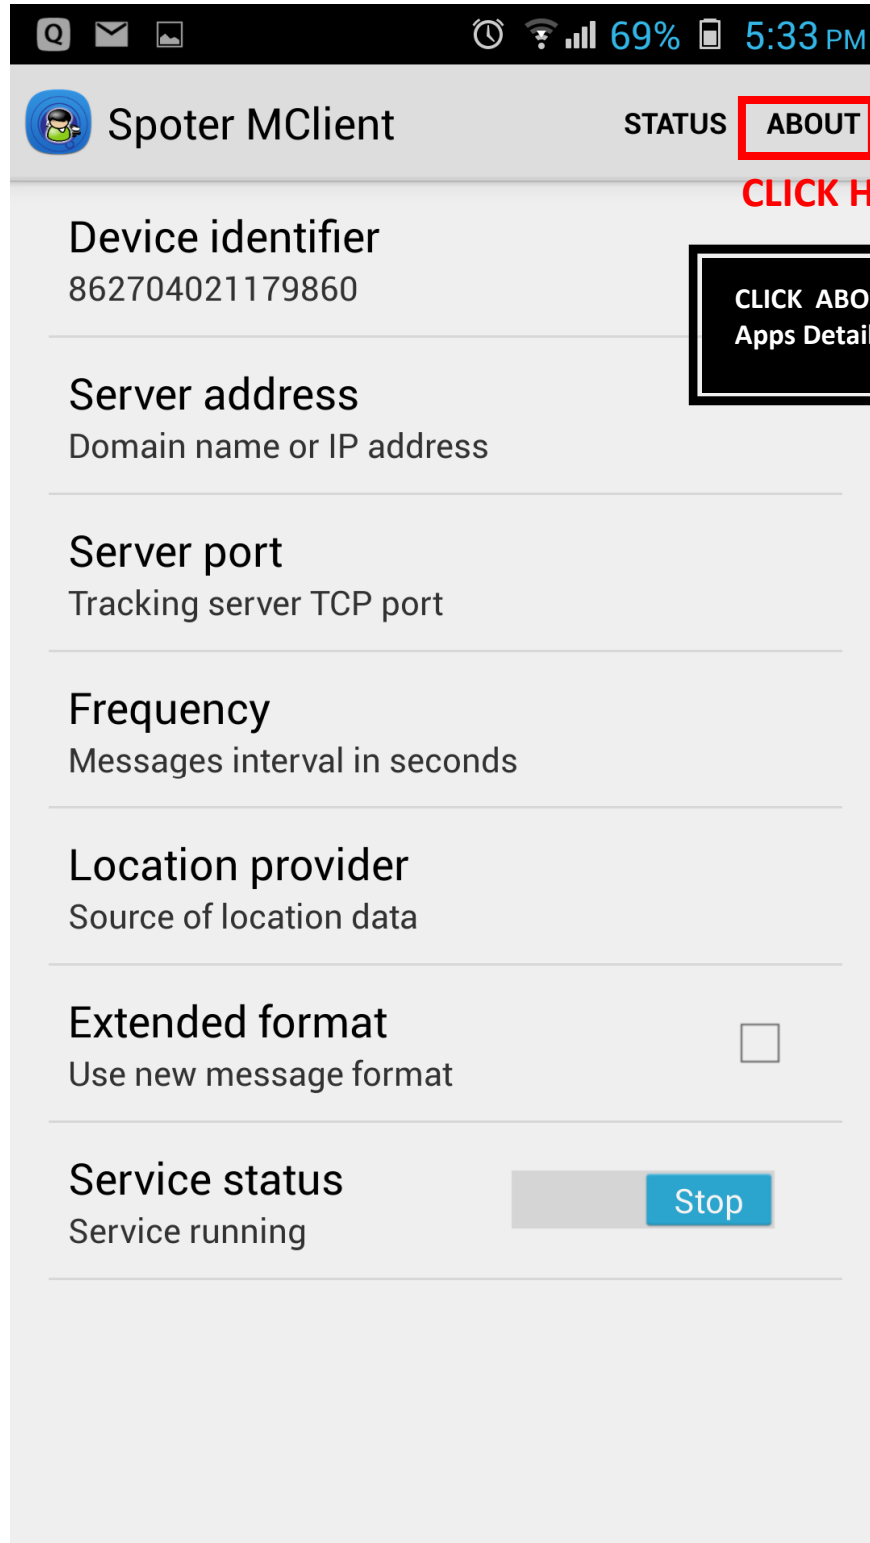 69% 5:33 PM
Spoter MClient STATUS ABOUT
CLICK H
Device identifier
862704021179860
CLICK ABO
Apps Detail
Server address
Domain name or IP address
Server port
Tracking server TCP port
Frequency
Messages interval in seconds
Location provider
Source of location data
Extended format
Use new message format
Service status
Stop
Service running